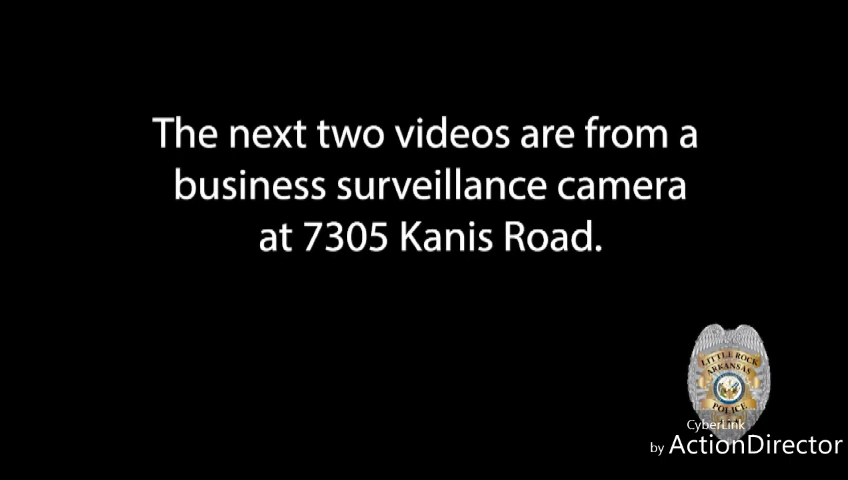 The next two videos are from a
business surveillance camera
at 7305 Kanis Road.
LITTLE ROCK
ARKANSAS
POLICE
CyberLink
by ActionDirector